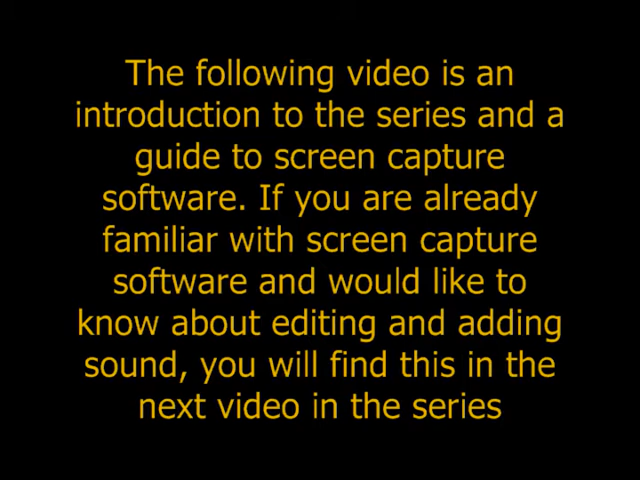 The following video is an
introduction to the series and a
guide to screen capture
software. If you are already
familiar with screen capture
software and would like to
know about editing and adding
sound, you will find this in the
next video in the series